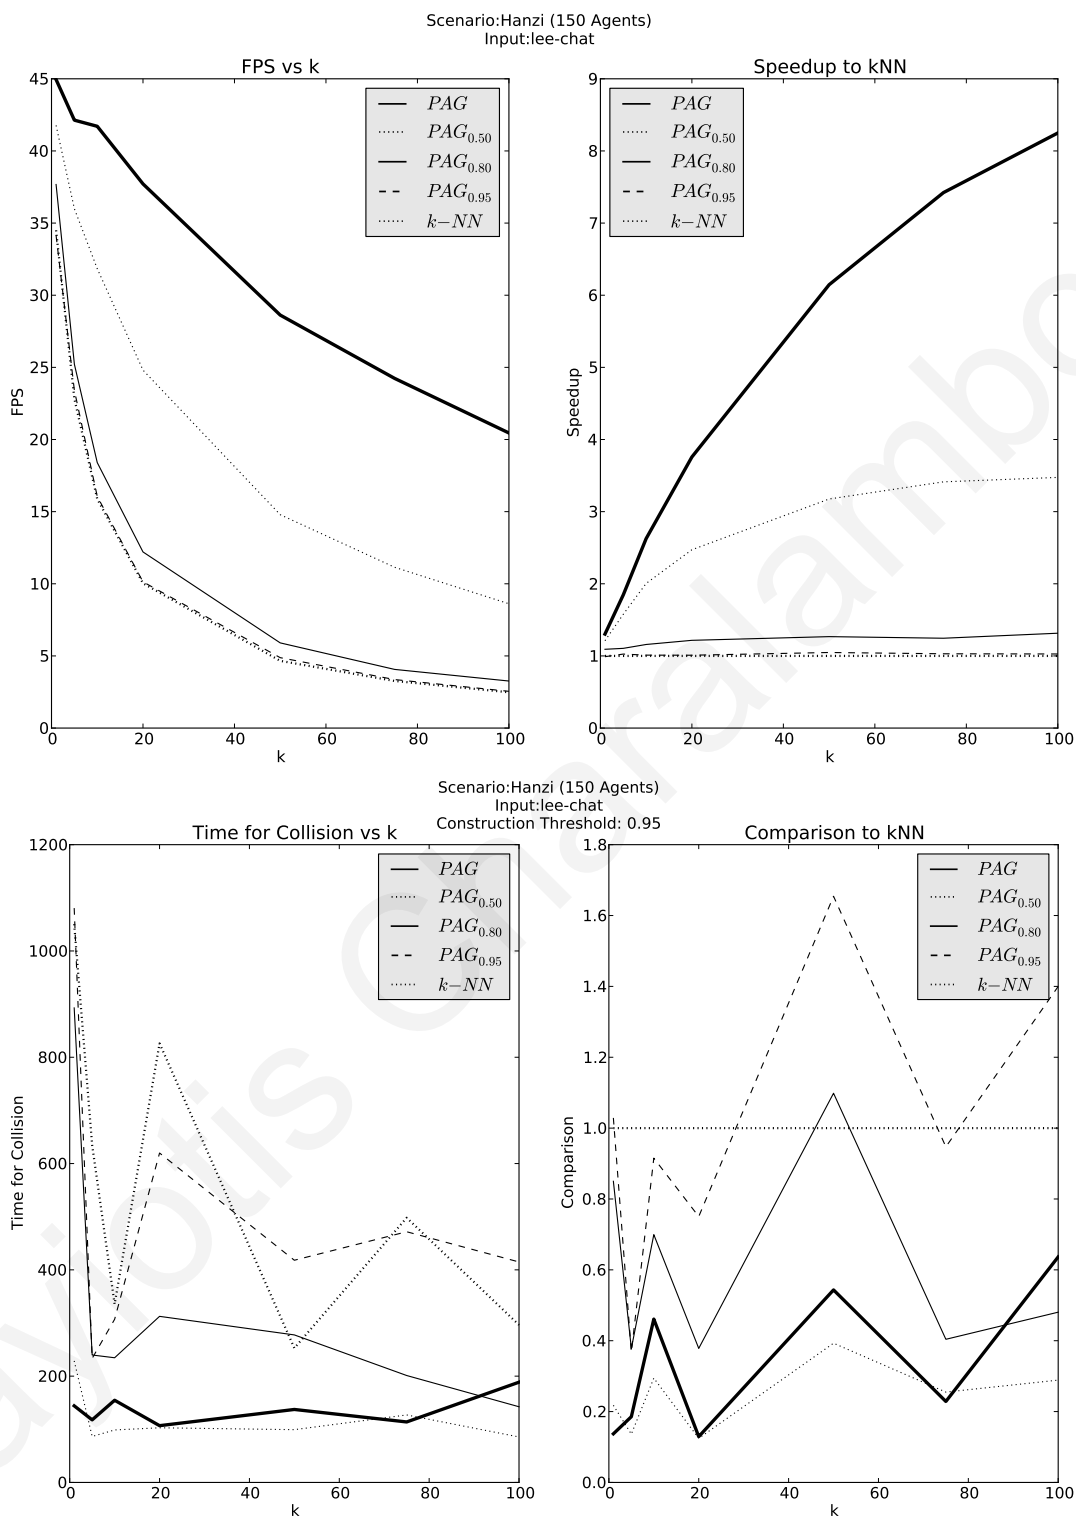 Scenario:Hanzi (150 Agents)
Input:lee-chat
FPS vs k
45
40
35
30
25
20
15
10
5
0
FPS
0 20 40 60 80 100
k
PAG
PAG0.50
PAG0.80
PAG0.95
k−NN
Speedup to kNN
9
8
7
6
5
4
3
2
1
0
Speedup
0 20 40 60 80 100
k
PAG
PAG0.50
PAG0.80
PAG0.95
k−NN
Scenario:Hanzi (150 Agents)
Input:lee-chat
Construction Threshold: 0.95
Time for Collision vs k
1200
1000
800
600
400
200
0
Time for Collision
0 20 40 60 80 100
k
PAG
PAG0.50
PAG0.80
PAG0.95
k−NN
Comparison to kNN
1.8
1.6
1.4
1.2
1.0
0.8
0.6
0.4
0.2
0.0
Comparison
0 20 40 60 80 100
k
PAG
PAG0.50
PAG0.80
PAG0.95
k−NN